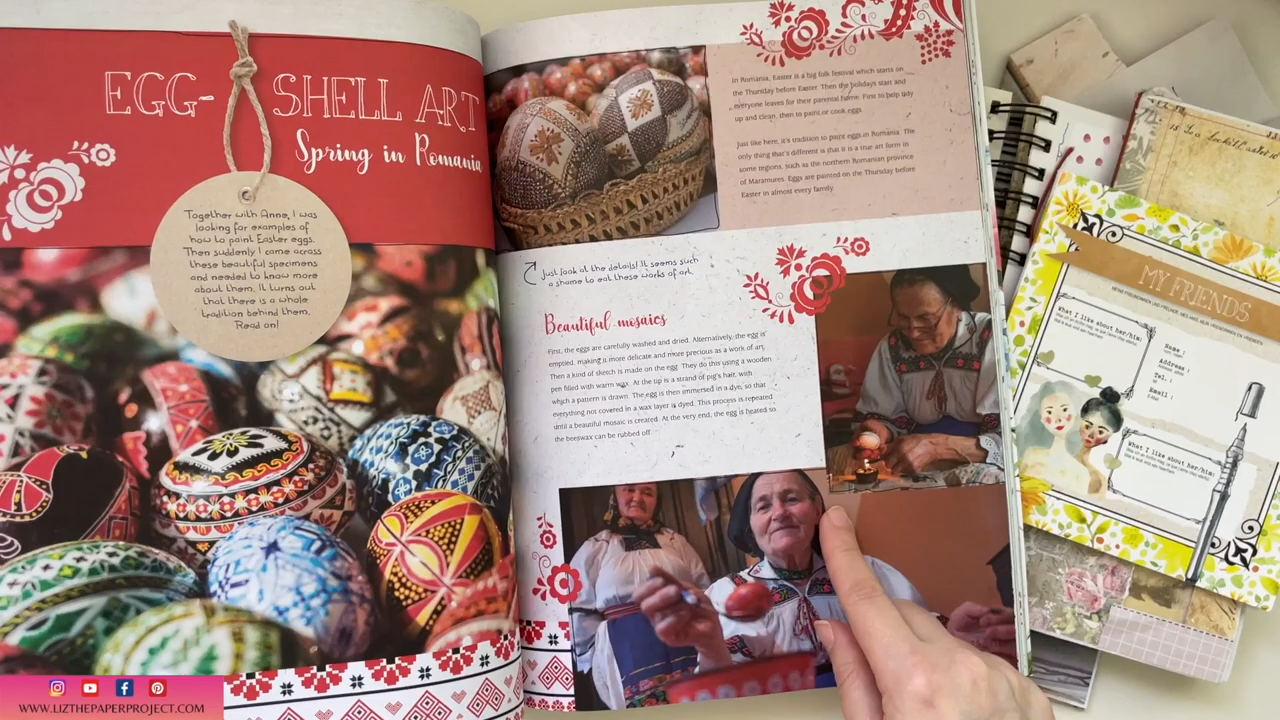 EGG- SHELL ART
Spring in Romania
Together with Anne, I was
looking for examples of
how to paint Easter eggs.
Then suddenly I came across
these beautiful specimens
and needed to know more
about them. It turns out
that there is a whole
tradition behind them.
Read on!
In Romania, Easter is a big folk festival which starts on
the Thursday before Easter. Then the holidays start and
everyone leaves for their parental home. First to help tidy
up and clean, then to paint or cook eggs.
Just like here, it's tradition to paint eggs in Romania. The
only thing that's different is that it is a true art form in
some regions, such as the northern Romanian province
of Maramures. Eggs are painted on the Thursday before
Easter in almost every family.
Just look at the details! It seems such
a shame to eat these works of art.
Beautiful mosaics
First, the eggs are carefully washed and dried. Alternatively, the egg is
emptied, making is more delicate and more precious as a work of art.
Then a kind of sketch is made on the egg. They do this using a wooden
pen filled with warm wax. At the tip is a strand of pig's hair, with
which a pattern is drawn. The egg is then immersed in a dye, so that
everything not covered in a wax layer is dyed. This process is repeated
until a beautiful mosaic is created. At the very end, the egg is heated so
the beeswax can be rubbed off.
MY FRIENDS
What I like about her/him:
Name :
Address :
Tel. :
Email :
What I like about her/him:
WWW.LIZTHEPAPERPROJECT.COM